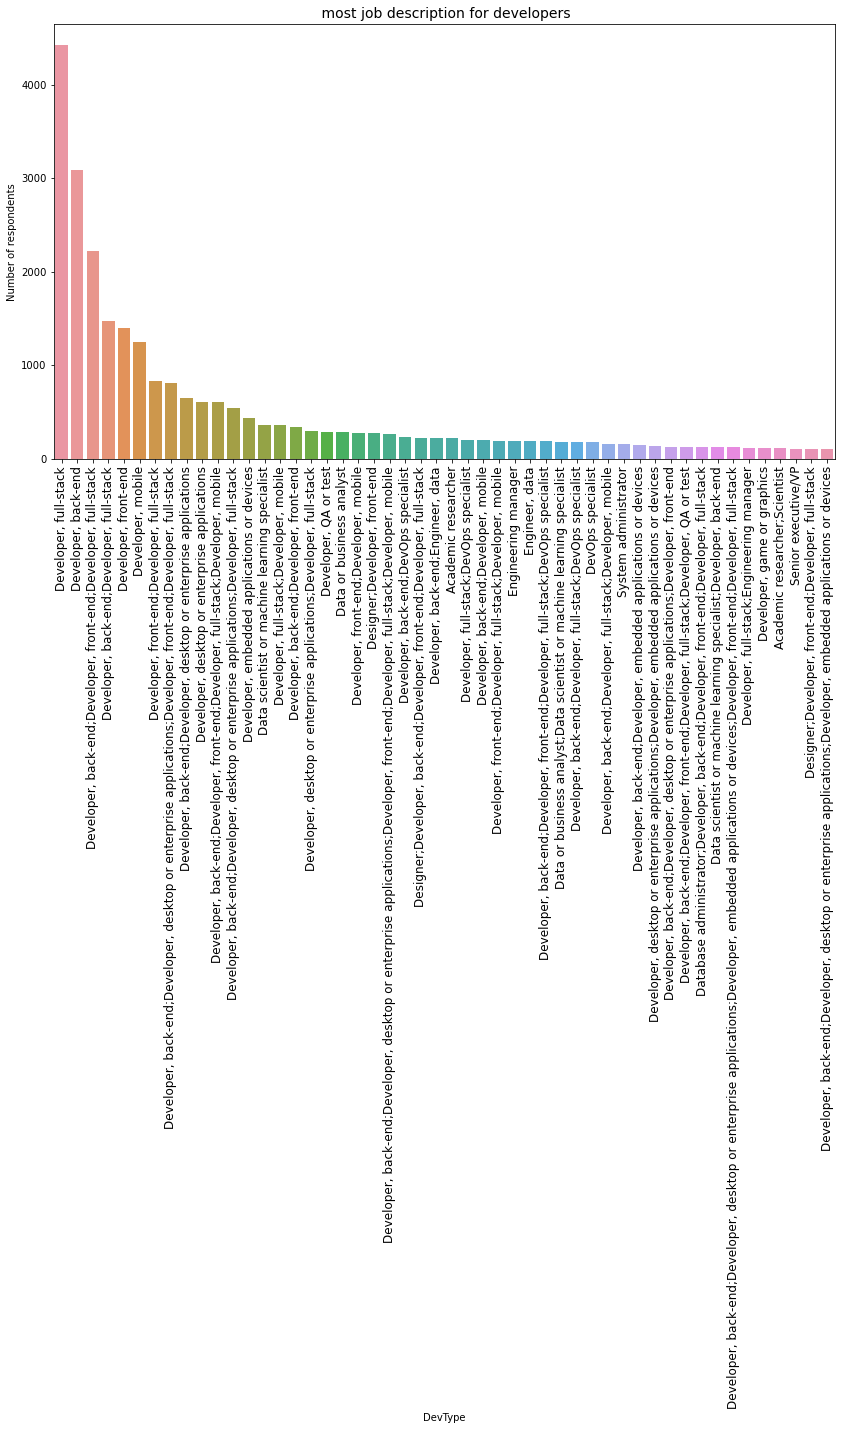 most job description for developers
Number of respondents
4000
3000
2000
1000
0
Developer, full-stack
Developer, back-end
Developer, back-end;Developer, front-end;Developer, full-stack
Developer, back-end;Developer, full-stack
Developer, front-end
Developer, mobile
Developer, front-end;Developer, full-stack
Developer, back-end;Developer, desktop or enterprise applications;Developer, front-end;Developer, full-stack
Developer, back-end;Developer, desktop or enterprise applications
Developer, desktop or enterprise applications
Developer, back-end;Developer, front-end;Developer, full-stack;Developer, mobile
Developer, back-end;Developer, desktop or enterprise applications;Developer, full-stack
Developer, embedded applications or devices
Data scientist or machine learning specialist
Developer, full-stack;Developer, mobile
Developer, back-end;Developer, front-end
Developer, desktop or enterprise applications;Developer, full-stack
Developer, QA or test
Data or business analyst
Developer, front-end;Developer, mobile
Designer;Developer, front-end
Developer, back-end;Developer, desktop or enterprise applications;Developer, front-end;Developer, full-stack;Developer, mobile
Developer, back-end;DevOps specialist
Designer;Developer, back-end;Developer, front-end;Developer, full-stack
Developer, back-end;Engineer, data
Academic researcher
Developer, full-stack;DevOps specialist
Developer, back-end;Developer, mobile
Developer, front-end;Developer, full-stack;Developer, mobile
Engineering manager
Engineer, data
Developer, back-end;Developer, front-end;Developer, full-stack;DevOps specialist
Data or business analyst;Data scientist or machine learning specialist
Developer, back-end;Developer, full-stack;DevOps specialist
DevOps specialist
Developer, back-end;Developer, full-stack;Developer, mobile
System administrator
Developer, back-end;Developer, embedded applications or devices
Developer, desktop or enterprise applications;Developer, embedded applications or devices
Developer, back-end;Developer, desktop or enterprise applications;Developer, front-end
Developer, back-end;Developer, front-end;Developer, full-stack;Developer, QA or test
Database administrator;Developer, back-end;Developer, front-end;Developer, full-stack
Data scientist or machine learning specialist;Developer, back-end
Developer, back-end;Developer, desktop or enterprise applications;Developer, embedded applications or devices;Developer, front-end;Developer, full-stack
Developer, full-stack;Engineering manager
Developer, game or graphics
Academic researcher;Scientist
Senior executive/VP
Designer;Developer, front-end;Developer, full-stack
Developer, back-end;Developer, desktop or enterprise applications;Developer, embedded applications or devices
DevType